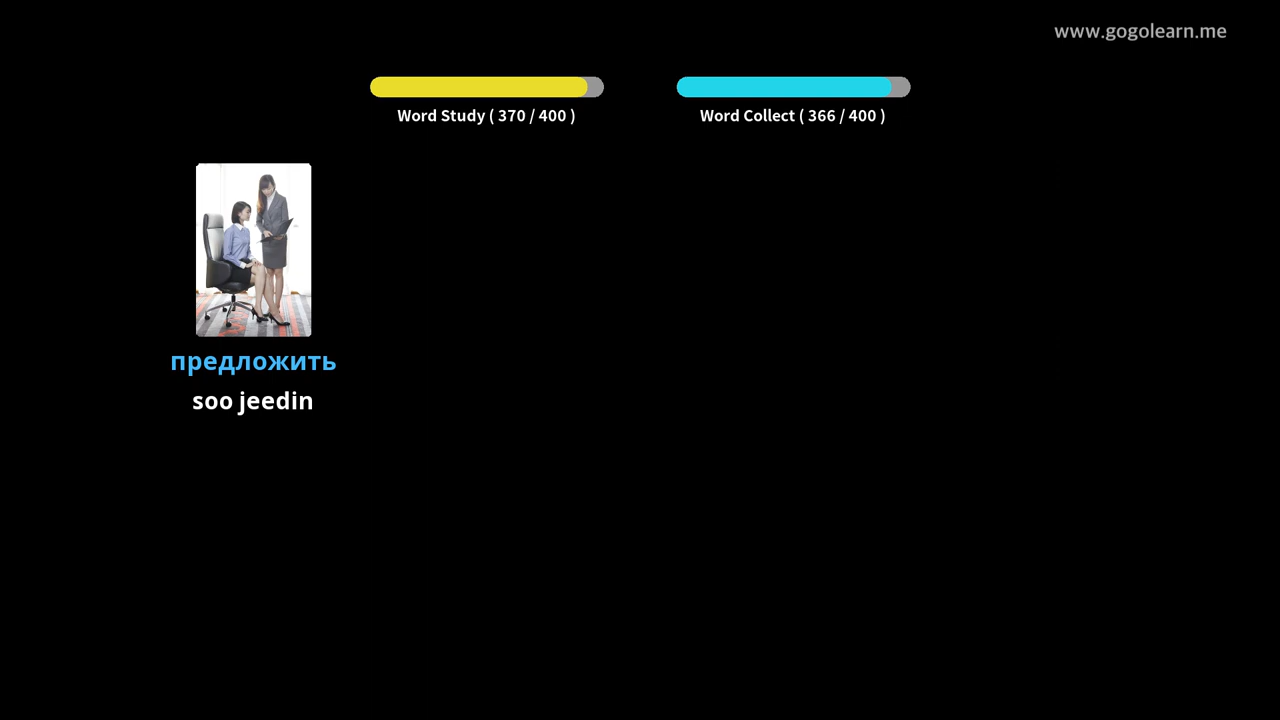 www.gogolearn.me
Word Study ( 370 / 400 )
Word Collect ( 366 / 400 )
предложить
soo jeedin